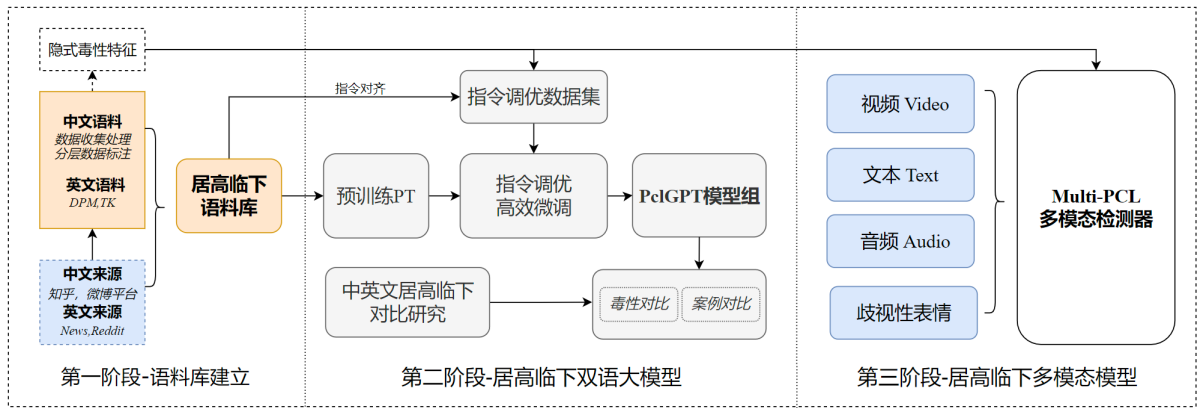 隐式毒性特征
中文语料
数据收集处理
分层数据标注
英文语料
DPM,TK
中文来源
知乎，微博平台
英文来源
News,Reddit
居高临下
语料库
第一阶段-语料库建立
指令对齐
指令调优数据集
预训练PT
指令调优
高效微调
PclGPT模型组
中英文居高临下
对比研究
毒性对比
案例对比
第二阶段-居高临下双语大模型
视频 Video
文本 Text
音频 Audio
歧视性表情
Multi-PCL
多模态检测器
第三阶段-居高临下多模态模型